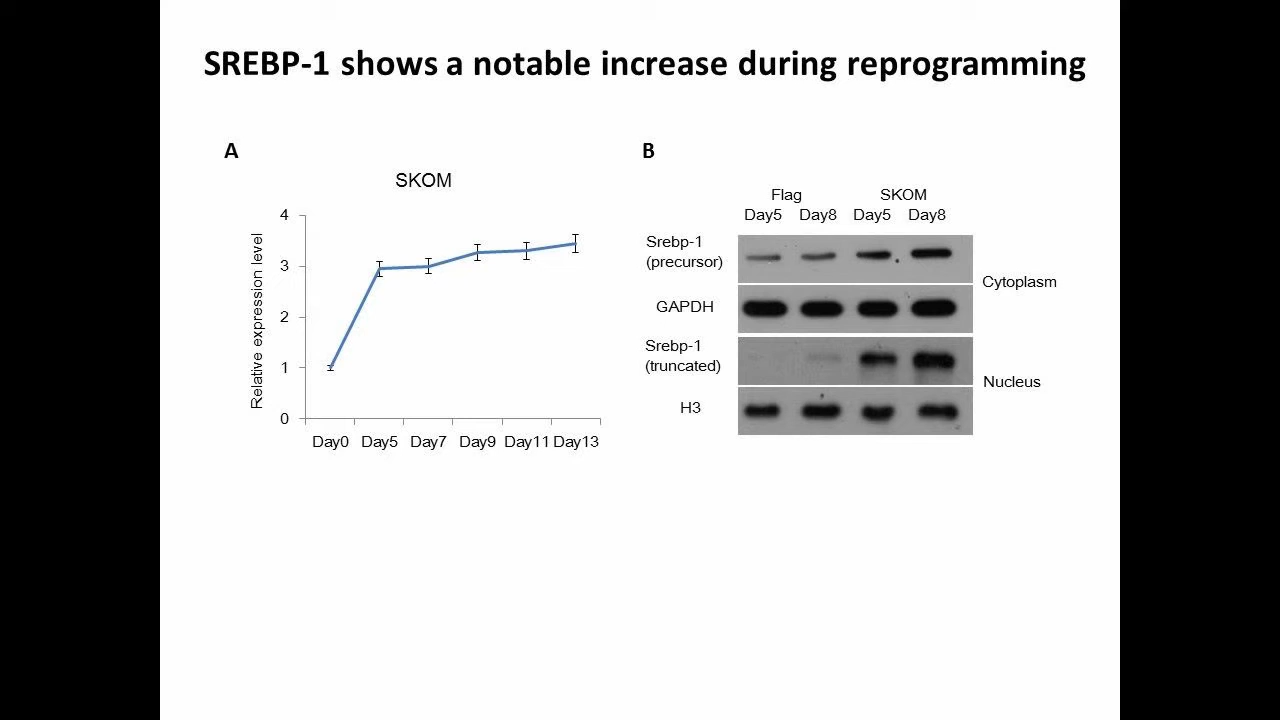 SREBP-1 shows a notable increase during reprogramming
A
SKOM
Relative expression level
4
3
2
1
0
Day0 Day5 Day7 Day9 Day11 Day13
B
Flag SKOM
Day5 Day8 Day5 Day8
Srebp-1
(precursor)
Cytoplasm
GAPDH
Srebp-1
(truncated)
Nucleus
H3